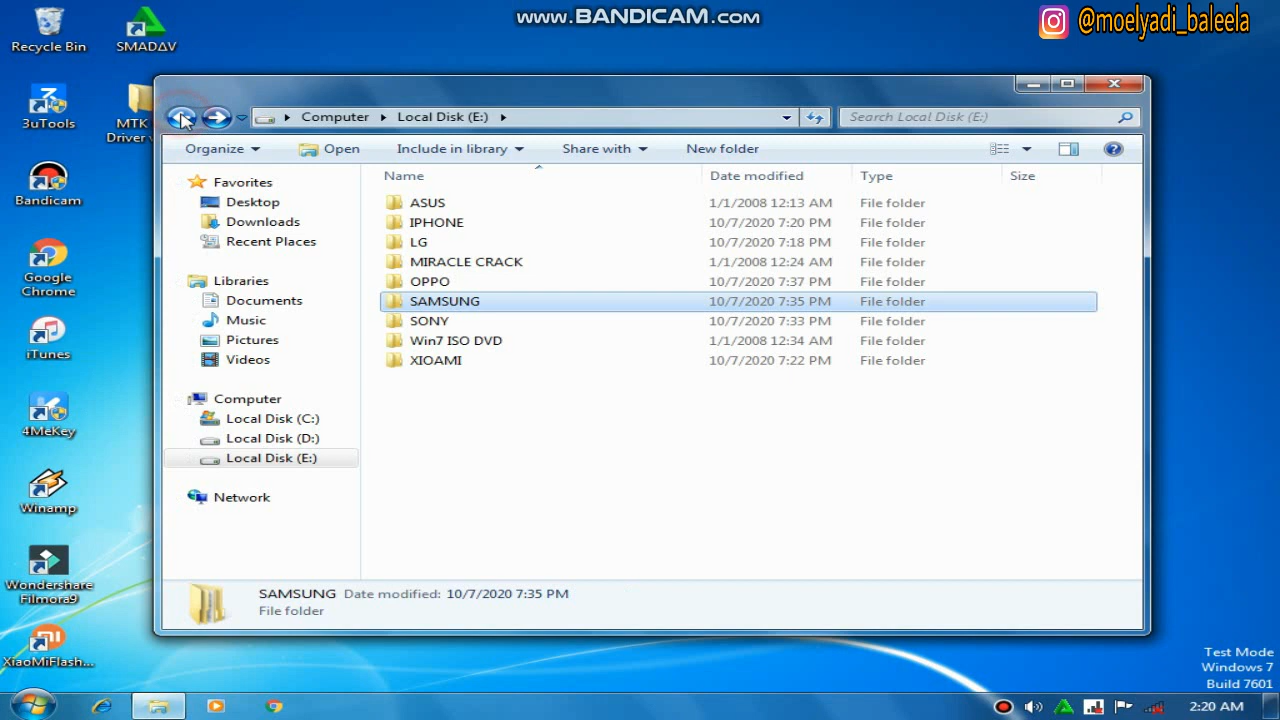 www.BANDICAM.com
@moelyadi_baleela
Recycle Bin
SMADΔV
3uTools
MTK
Driver v
Bandicam
Google
Chrome
iTunes
4MeKey
Winamp
Wondershare
Filmora9
XiaoMiFlash...
Computer
Local Disk (E:)
Search Local Disk (E:)
Organize
Open
Include in library
Share with
New folder
Favorites
Desktop
Downloads
Recent Places
Libraries
Documents
Music
Pictures
Videos
Computer
Local Disk (C:)
Local Disk (D:)
Local Disk (E:)
Network
Name Date modified Type Size
ASUS 1/1/2008 12:13 AM File folder
IPHONE 10/7/2020 7:20 PM File folder
LG 10/7/2020 7:18 PM File folder
MIRACLE CRACK 1/1/2008 12:24 AM File folder
OPPO 10/7/2020 7:37 PM File folder
SAMSUNG 10/7/2020 7:35 PM File folder
SONY 10/7/2020 7:33 PM File folder
Win7 ISO DVD 1/1/2008 12:34 AM File folder
XIOAMI 10/7/2020 7:22 PM File folder
SAMSUNG Date modified: 10/7/2020 7:35 PM
File folder
Test Mode
Windows 7
Build 7601
2:20 AM